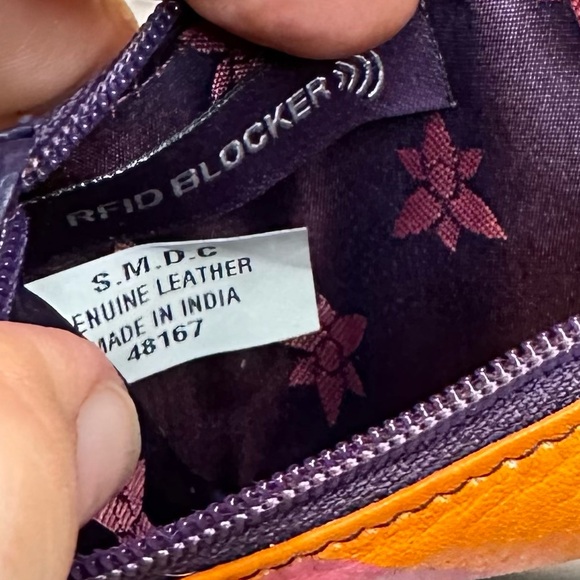 RFID BLOCKER
S.M.D.C
ENUINE LEATHER
MADE IN INDIA
48167